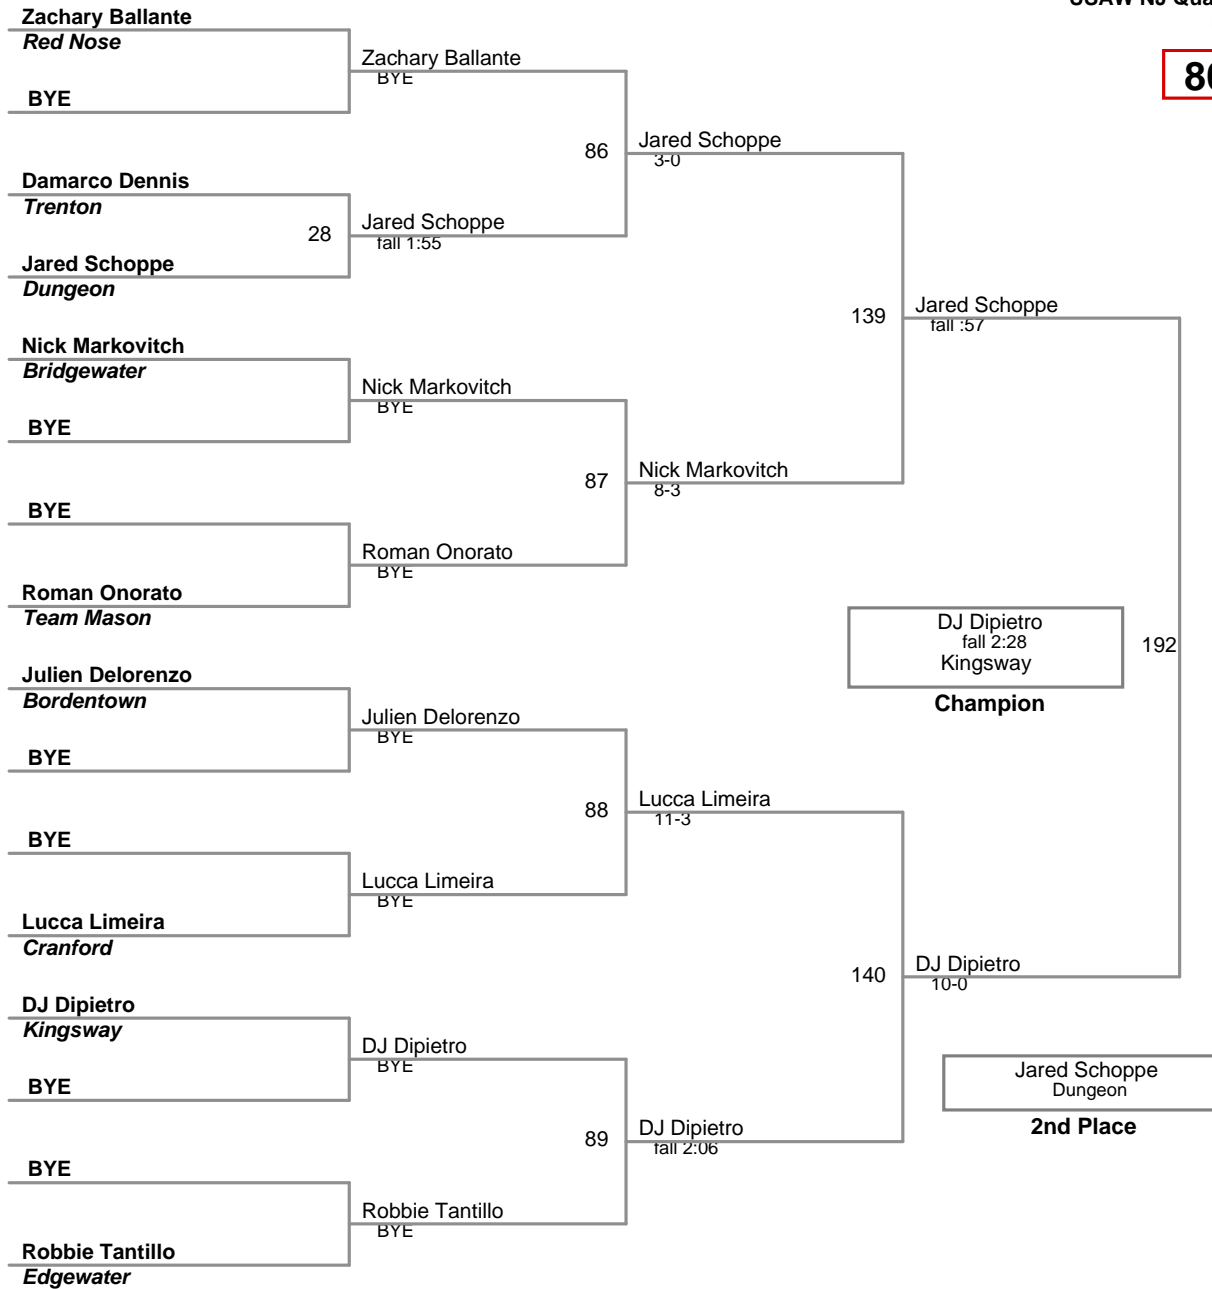 USAW NJ
80
Zachary Ballante
Red Nose
BYE
Damarco Dennis
Trenton
28
Jared Schoppe
Dungeon
Nick Markovitch
Bridgewater
BYE
BYE
Roman Onorato
Team Mason
Julien Delorenzo
Bordentown
BYE
BYE
Lucca Limeira
Cranford
DJ Dipietro
Kingsway
BYE
BYE
Robbie Tantillo
Edgewater
Zachary Ballante
BYE
86
Jared Schoppe
fall 1:55
Nick Markovitch
BYE
87
Roman Onorato
BYE
Julien Delorenzo
BYE
88
Lucca Limeira
BYE
DJ Dipietro
BYE
89
Robbie Tantillo
BYE
Jared Schoppe
3-0
139
Nick Markovitch
8-3
Lucca Limeira
11-3
140
DJ Dipietro
fall 2:06
Jared Schoppe
fall :57
192
DJ Dipietro
10-0
DJ Dipietro
fall 2:28
Kingsway
Champion
Jared Schoppe
Dungeon
2nd Place